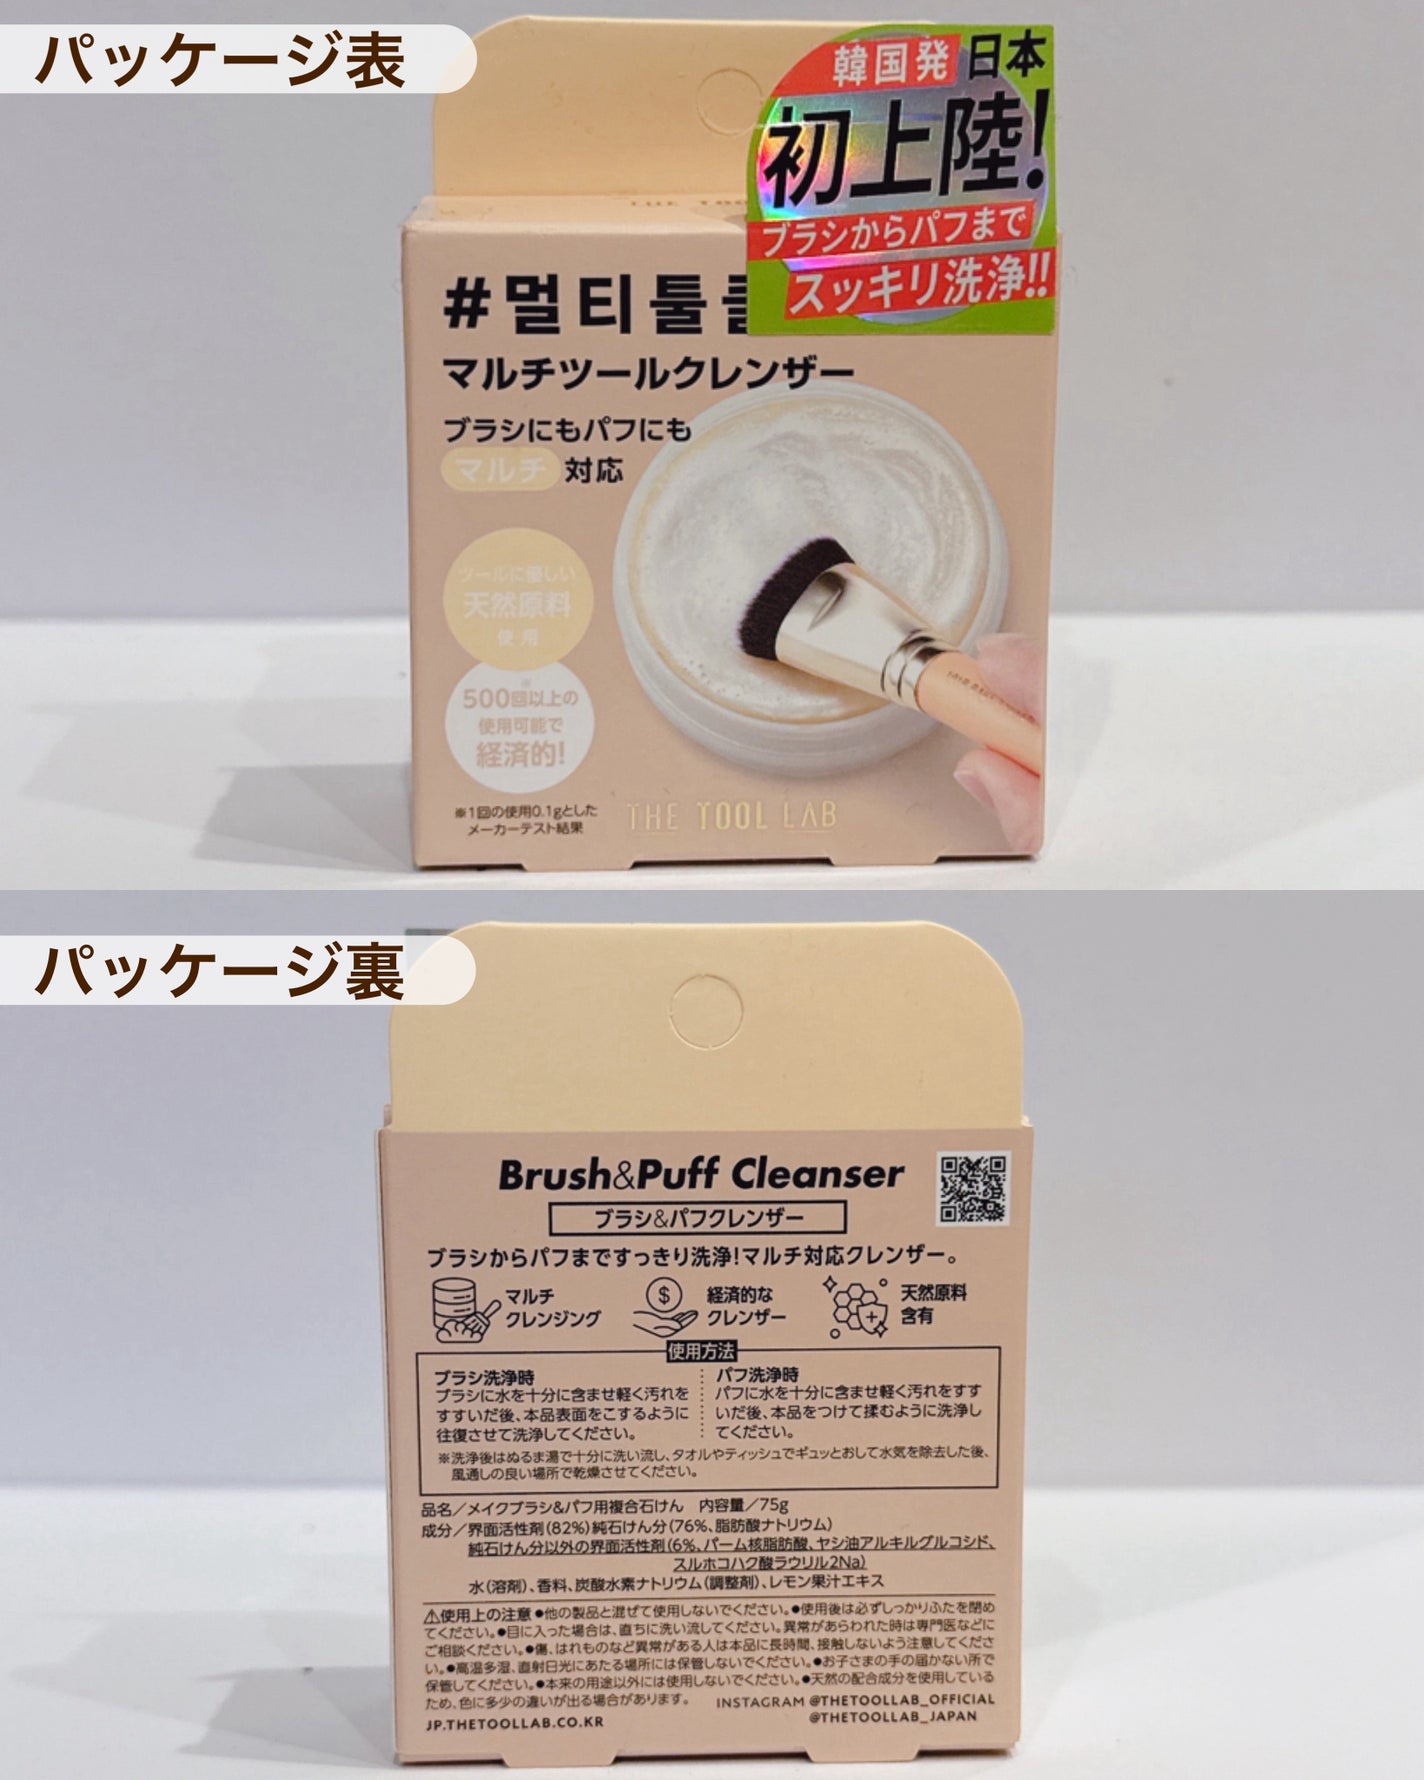 パッケージ表
韓国発 日本
初上陸!
ブラシからパフまで
スッキリ洗浄!!
#멀티툴
マルチツールクレンザー
ブラシにもパフにも
マルチ 対応
ツールに優しい
天然原料
使用
※
500回以上の
使用可能で
経済的!
※1回の使用0.1gとした
メーカーテスト結果
THE TOOL LAB
パッケージ裏
Brush&Puff Cleanser
ブラシ&パフクレンザー
ブラシからパフまですっきり洗浄!マルチ対応クレンザー。
マルチ
クレンジング
経済的な
クレンザー
天然原料
含有
使用方法
ブラシ洗浄時
ブラシに水を十分に含ませ軽く汚れを
すすいだ後、本品表面をこするように
往復させて洗浄してください。
パフ洗浄時
パフに水を十分に含ませ軽く汚れをすす
いだ後、本品をつけて揉むように洗浄し
てください。
※洗浄後はぬるま湯で十分に洗い流し、タオルやティッシュでギュッとおして水気を除去した後、
風通しの良い場所で乾燥させてください。
品名/メイクブラシ&パフ用複合石けん 内容量/75g
成分/界面活性剤(82%)純石けん分(76%、脂肪酸ナトリウム)
純石けん分以外の界面活性剤(6%、パーム核脂肪酸、ヤシ油アルキルグルコシド、
スルホコハク酸ラウリル2Na)
水(溶剤)、香料、炭酸水素ナトリウム(調整剤)、レモン果汁エキス
⚠使用上の注意 ●他の製品と混ぜて使用しないでください。●使用後は必ずしっかりふたを閉め
てください。●目に入った場合は、直ちに洗い流してください。異常があらわれた時は専門医などに
ご相談ください。●傷、はれものなど異常がある人は本品に長時間、接触しないよう注意してくださ
い。●高温多湿、直射日光にあたる場所には保管しないでください。●お子さまの手の届かない所で
保管してください。●本来の用途以外には使用しないでください。●天然の配合成分を使用している
ため、色に多少の違いが出る場合があります。 INSTAGRAM @THETOOLLAB_OFFICIAL
JP.THETOOLLAB.CO.KR @THETOOLLAB_JAPAN